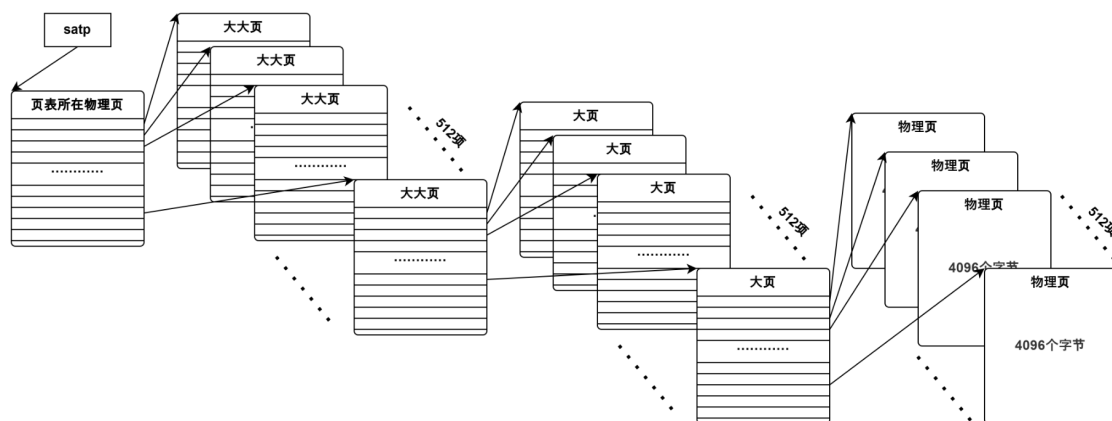 satp
页表所在物理页
............
大大页
大大页
大大页
............
512项
大大页
............
大页
大页
大页
............
512项
大页
............
物理页
物理页
物理页
4096个字节
512项
物理页
4096个字节